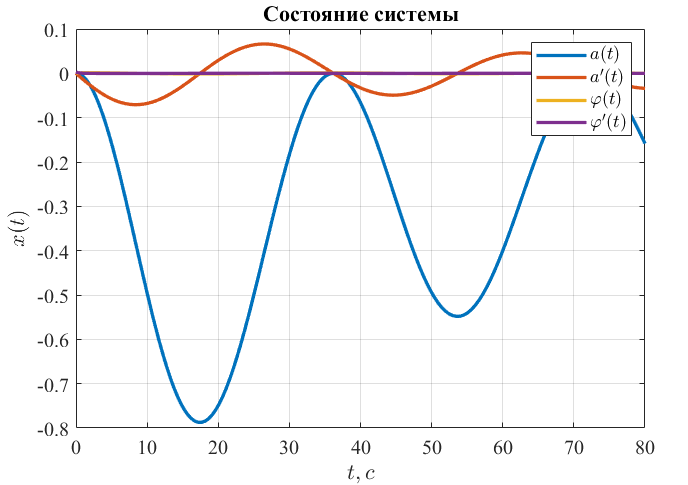 Состояние системы
0.1
0
-0.1
-0.2
-0.3
-0.4
-0.5
-0.6
-0.7
-0.8
x(t)
a(t)
a′(t)
φ(t)
φ′(t)
0 10 20 30 40 50 60 70 80
t, c